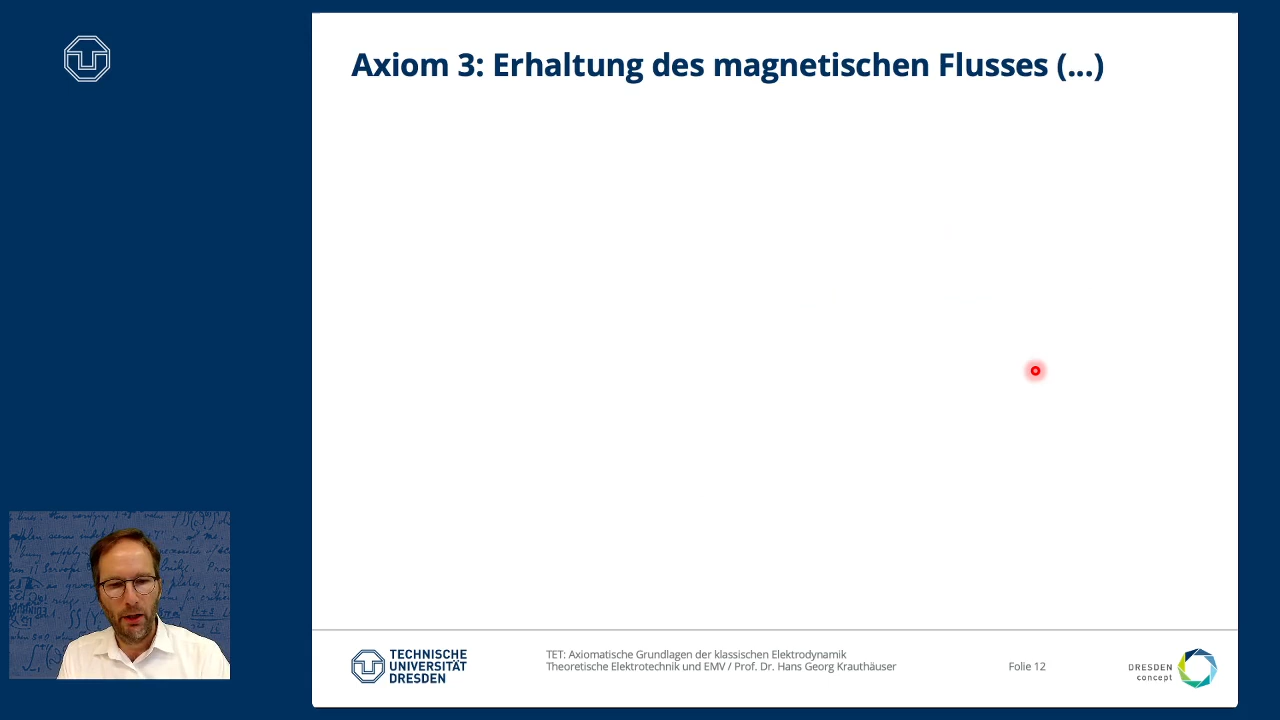 Axiom 3: Erhaltung des magnetischen Flusses (...)
TECHNISCHE
UNIVERSITÄT
DRESDEN
TET: Axiomatische Grundlagen der klassischen Elektrodynamik
Theoretische Elektrotechnik und EMV / Prof. Dr. Hans Georg Krauthäuser
Folie 12
DRESDEN
concept